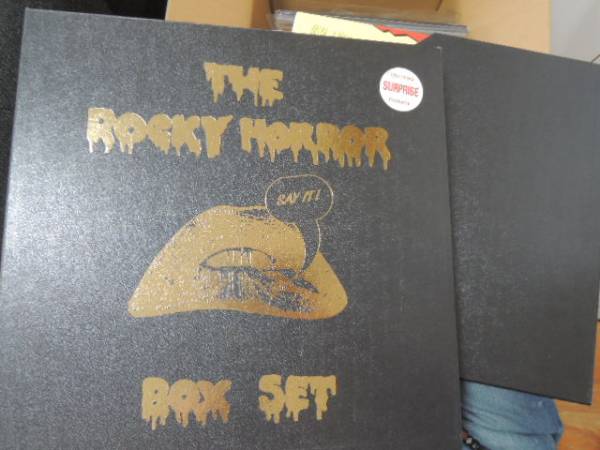 THE
ROCKY HORROR
SURPRISE
SAY IT!
BOX SET